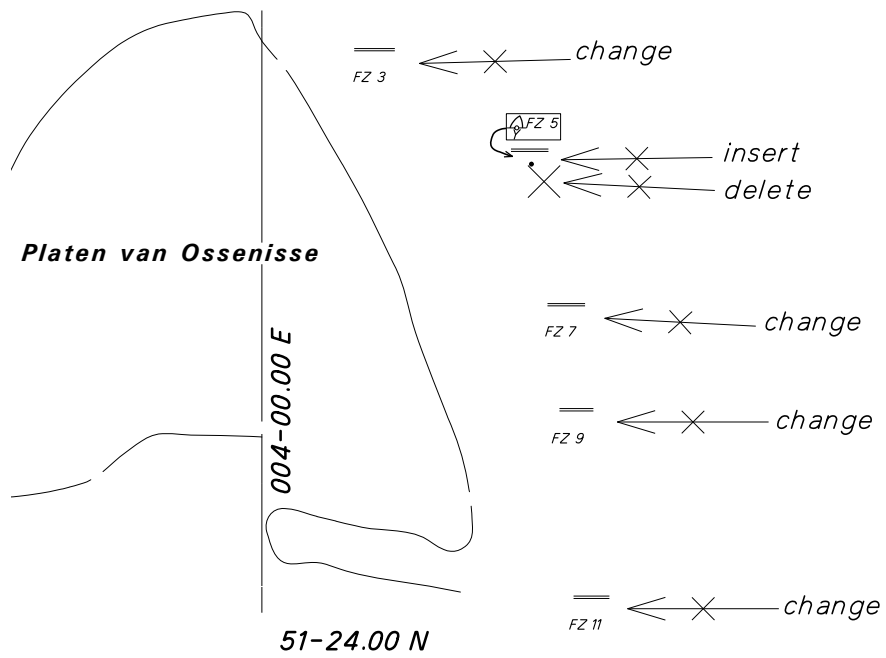 change
FZ 3
FZ 5
insert
delete
Platen van Ossenisse
change
FZ 7
004-00.00 E
change
FZ 9
change
FZ 11
51-24.00 N